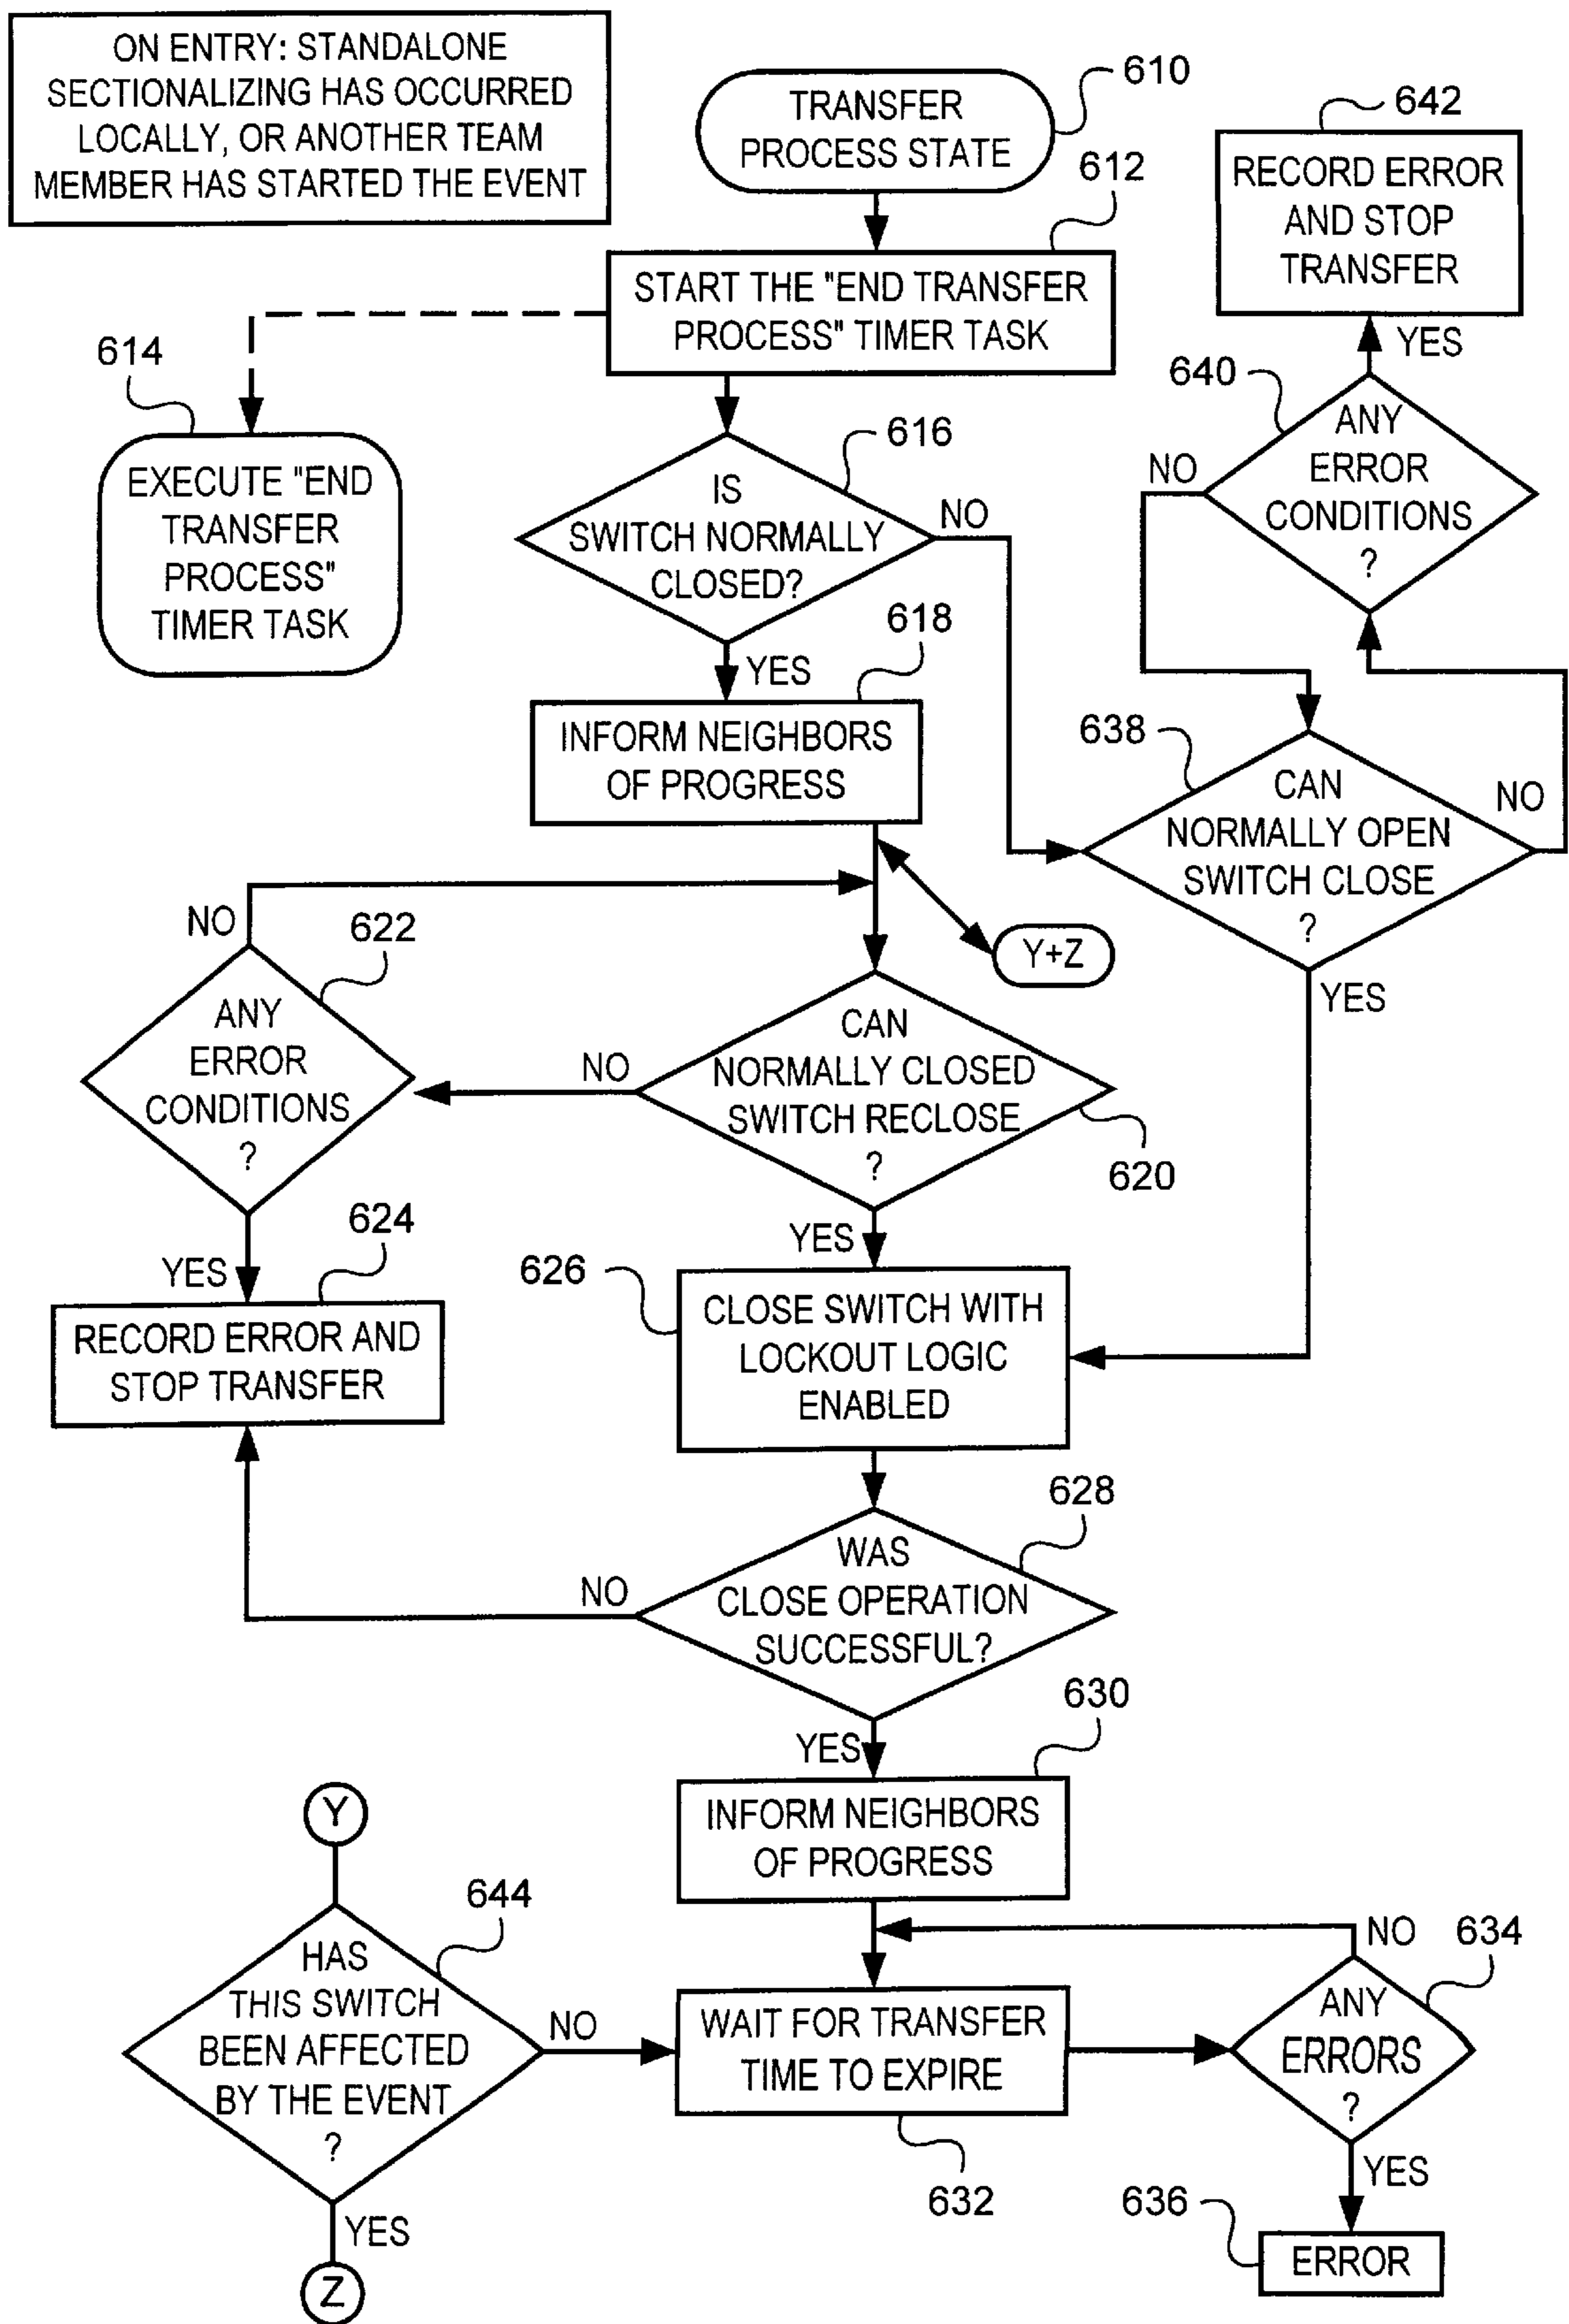 ON ENTRY: STANDALONE
SECTIONALIZING HAS OCCURRED
LOCALLY, OR ANOTHER TEAM
MEMBER HAS STARTED THE EVENT
TRANSFER
PROCESS STATE
610
612
START THE "END TRANSFER
PROCESS" TIMER TASK
614
EXECUTE "END
TRANSFER
PROCESS"
TIMER TASK
616
IS
SWITCH NORMALLY
CLOSED?
NO
YES
618
INFORM NEIGHBORS
OF PROGRESS
642
RECORD ERROR
AND STOP
TRANSFER
YES
640
ANY
ERROR
CONDITIONS
?
NO
638
CAN
NORMALLY OPEN
SWITCH CLOSE
?
NO
YES
Y+Z
NO
622
ANY
ERROR
CONDITIONS
?
YES
624
RECORD ERROR AND
STOP TRANSFER
CAN
NORMALLY CLOSED
SWITCH RECLOSE
?
NO
620
YES
626
CLOSE SWITCH WITH
LOCKOUT LOGIC
ENABLED
628
WAS
CLOSE OPERATION
SUCCESSFUL?
NO
YES
630
INFORM NEIGHBORS
OF PROGRESS
Y
644
HAS
THIS SWITCH
BEEN AFFECTED
BY THE EVENT
?
NO
YES
Z
WAIT FOR TRANSFER
TIME TO EXPIRE
632
NO
634
ANY
ERRORS
?
YES
636
ERROR